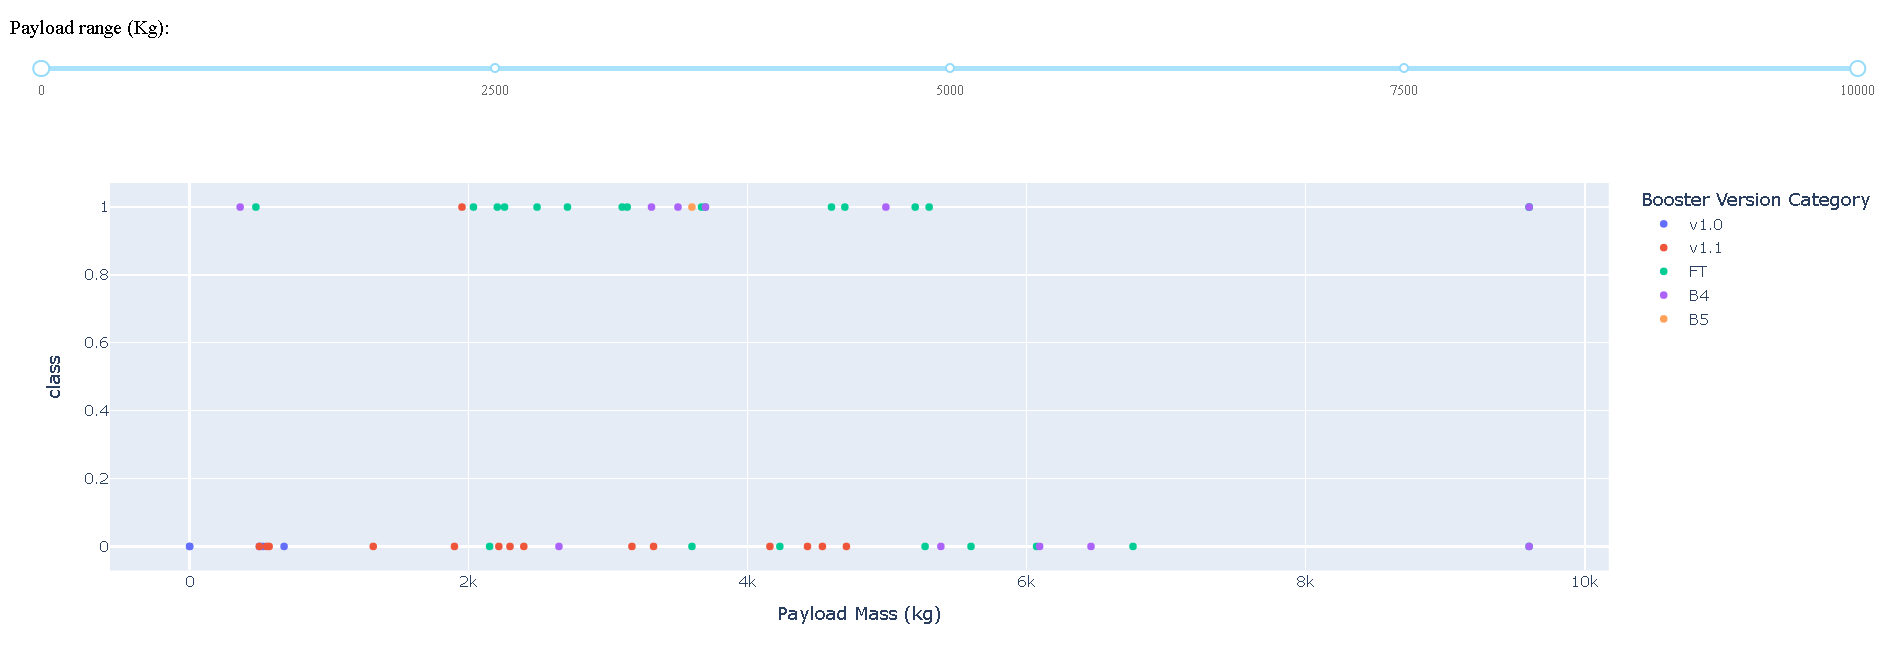 Payload range (Kg):
0 25000 5000 7500 10000
Booster Version Category
v1.0
v1.1
FT
B4
B5
class
1
0.8
0.6
0.4
0.2
0
0 2k 4k 6k 8k 10k
Payload Mass (kg)